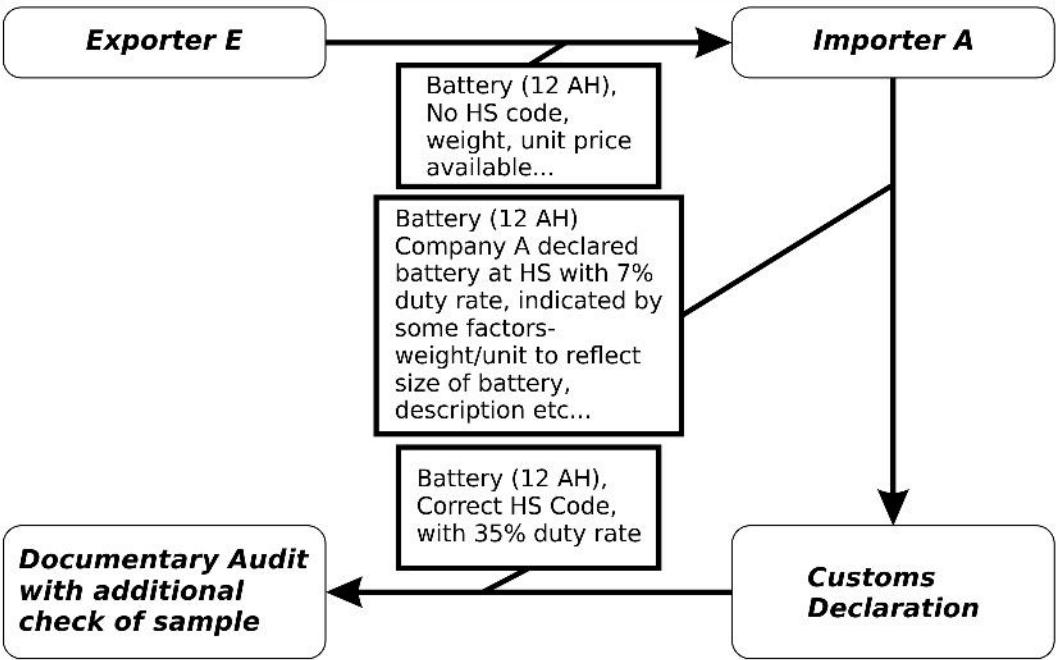 Exporter E
Importer A
Battery (12 AH),
No HS code,
weight, unit price
available...
Battery (12 AH)
Company A declared
battery at HS with 7%
duty rate, indicated by
some factors-
weight/unit to reflect
size of battery,
description etc...
Battery (12 AH),
Correct HS Code,
with 35% duty rate
Documentary Audit
with additional
check of sample
Customs
Declaration